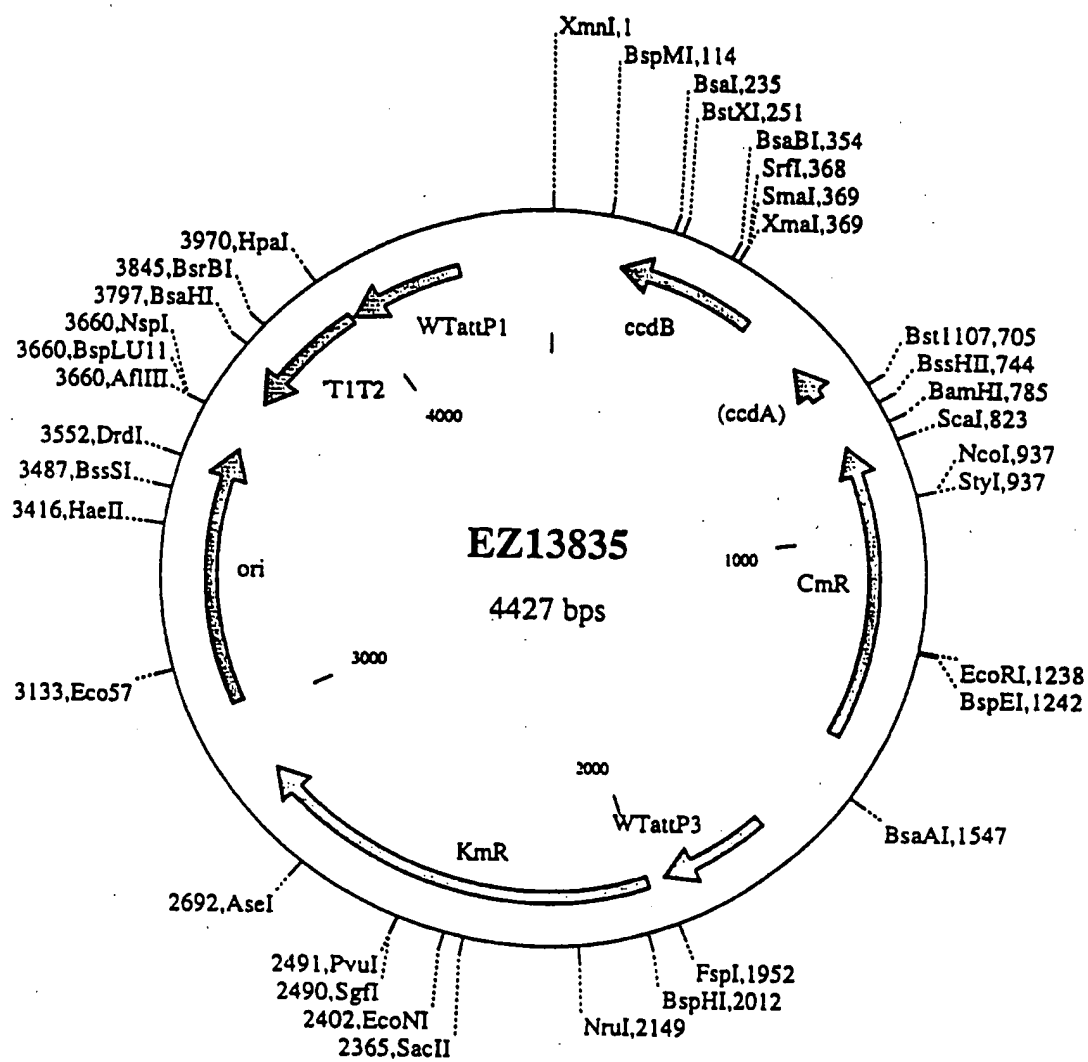 XmnI,1
BspMI,114
BsaI,235
BstXI,251
BsaBI,354
SrfI,368
SmaI,369
XmaI,369
3970,HpaI
3845,BsrBI
3797,BsaHI
3660,NspI
3660,BspLU11
3660,AflIII
WTattP1
ccdB
T1T2
4000
(ccdA)
Bst1107,705
BssHII,744
BamHI,785
ScaI,823
NcoI,937
StyI,937
3552,DrdI
3487,BssSI
3416,HaeII
ori
EZ13835
4427 bps
1000
CmR
3000
3133,Eco57
EcoRI,1238
BspEI,1242
2000
WTattP3
BsaAI,1547
KmR
2692,AseI
2491,PvuI
2490,SgfI
2402,EcoNI
2365,SacII
FspI,1952
BspHI,2012
NruI,2149